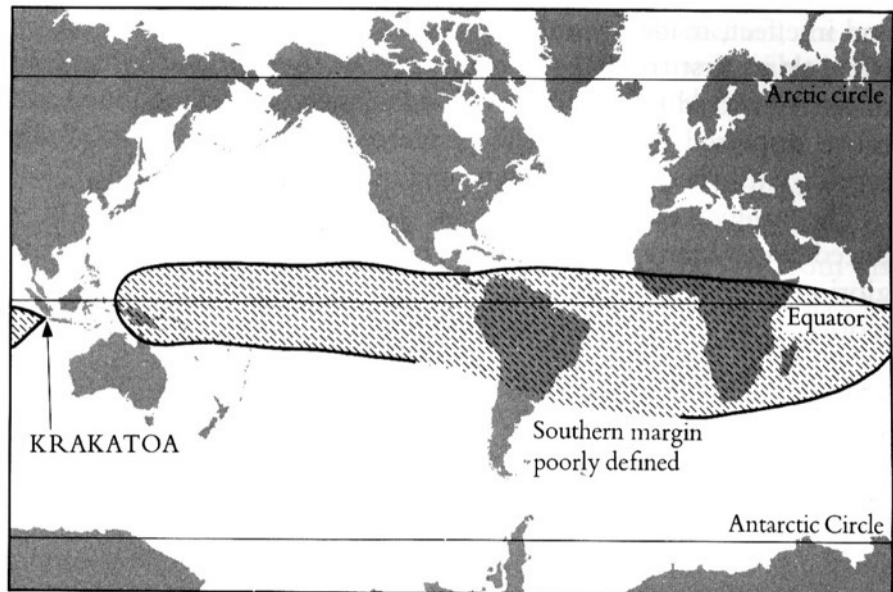 Arctic circle
Equator
KRAKATOA
Southern margin
poorly defined
Antarctic Circle